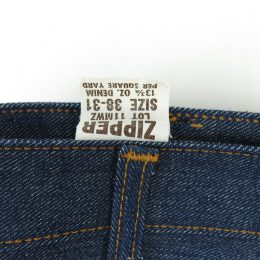 ZIPPER
LOT 11MWZ
SIZE 38-31
13¾ OZ. DENIM
PER SQUARE YARD